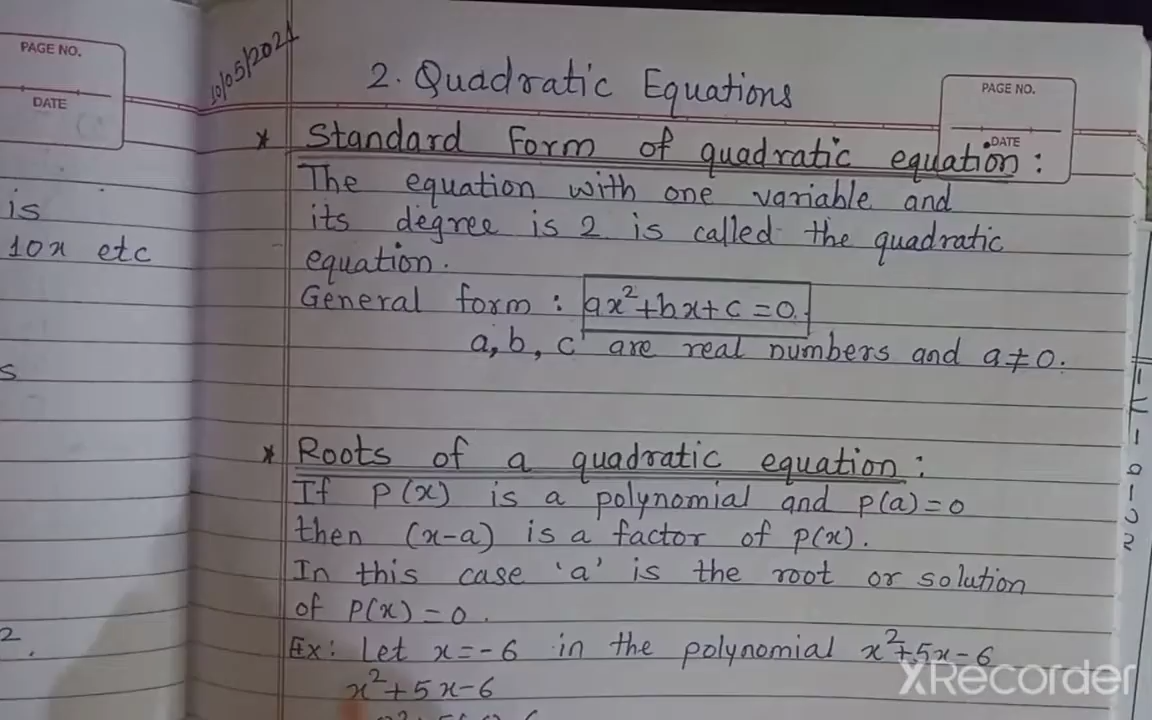 PAGE NO.
DATE
is
10x etc
s
2.
10/05/2021
PAGE NO.
DATE
2. Quadratic Equations
* Standard Form of quadratic equation :
The equation with one variable and
its degree is 2 is called the quadratic
equation.
General form : ax²+bx+c=0.
a, b, c are real numbers and a≠0.
* Roots of a quadratic equation :
If P(x) is a polynomial and p(a)=0
then (x-a) is a factor of p(x).
In this case 'a' is the root or solution
of p(x)=0.
Ex: Let x=-6 in the polynomial x²+5x-6
x²+5x-6
XRecorder